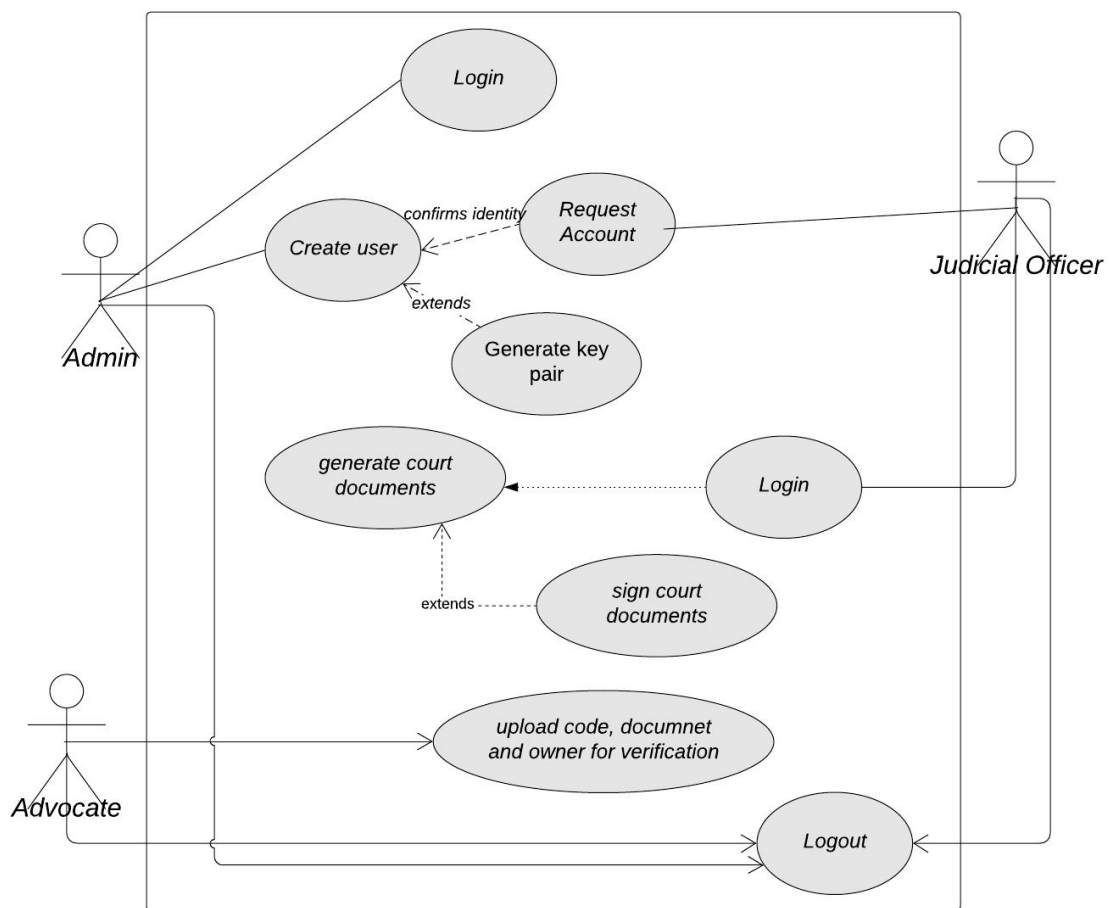 Login
confirms identity
Request
Account
Create user
Judicial Officer
extends
Admin
Generate key
pair
generate court
documents
Login
extends
sign court
documents
upload code, documnet
and owner for verification
Advocate
Logout